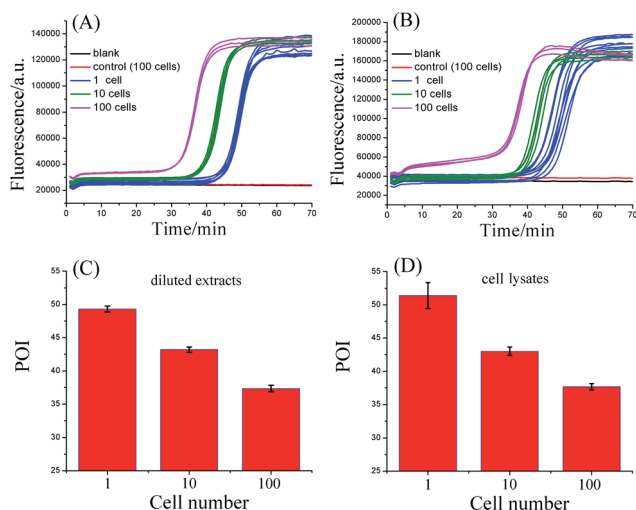 (A)
Fluorescence/a.u.
140000
120000
100000
80000
60000
40000
20000
blank
control (100 cells)
1 cell
10 cells
100 cells
0 10 20 30 40 50 60 70
Time/min
(B)
Fluorescence/a.u.
200000
180000
160000
140000
120000
100000
80000
60000
40000
20000
blank
control (100 cells)
1 cell
10 cells
100 cells
0 10 20 30 40 50 60 70
Time/min
(C)
diluted extracts
POI
55
50
45
40
35
30
25
1 10 100
Cell number
(D)
cell lysates
POI
55
50
45
40
35
30
25
1 10 100
Cell number